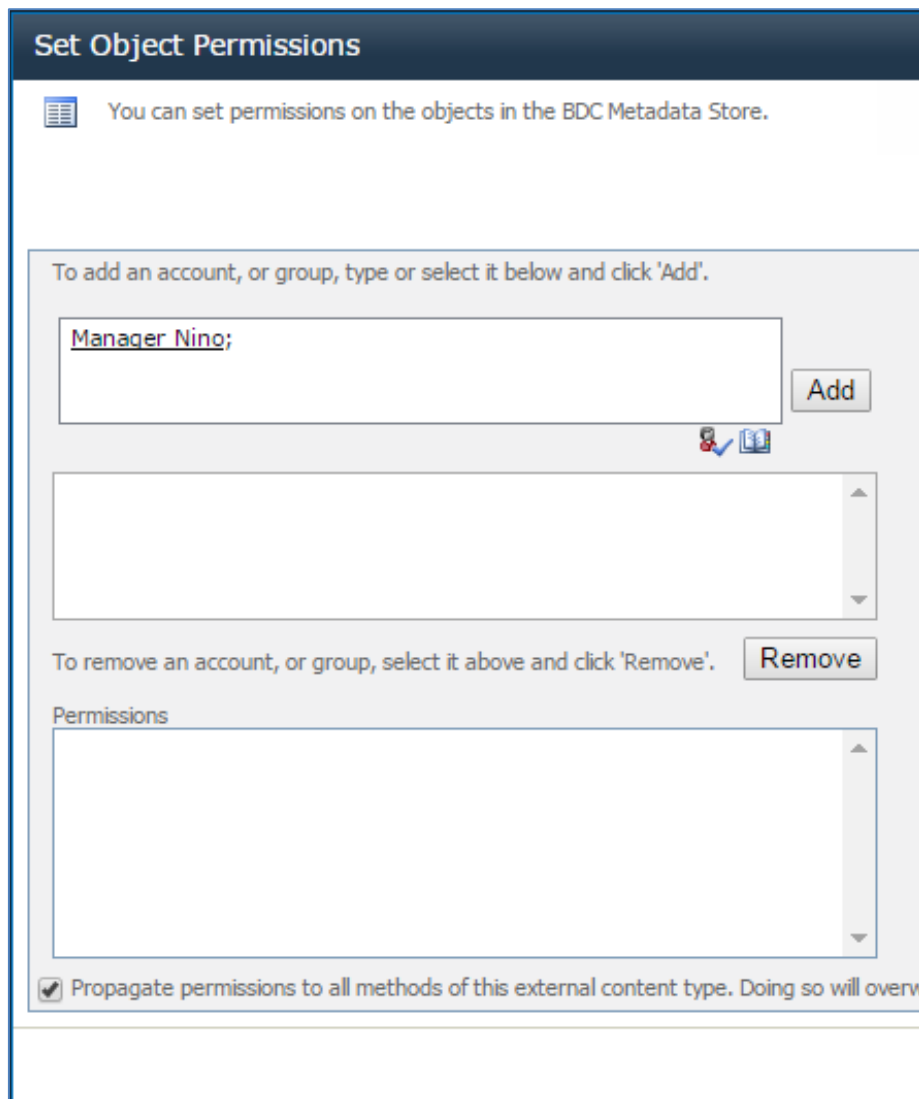 Set Object Permissions
You can set permissions on the objects in the BDC Metadata Store.
To add an account, or group, type or select it below and click 'Add'.
Manager Nino;
Add
To remove an account, or group, select it above and click 'Remove'.
Remove
Permissions
Propagate permissions to all methods of this external content type. Doing so will